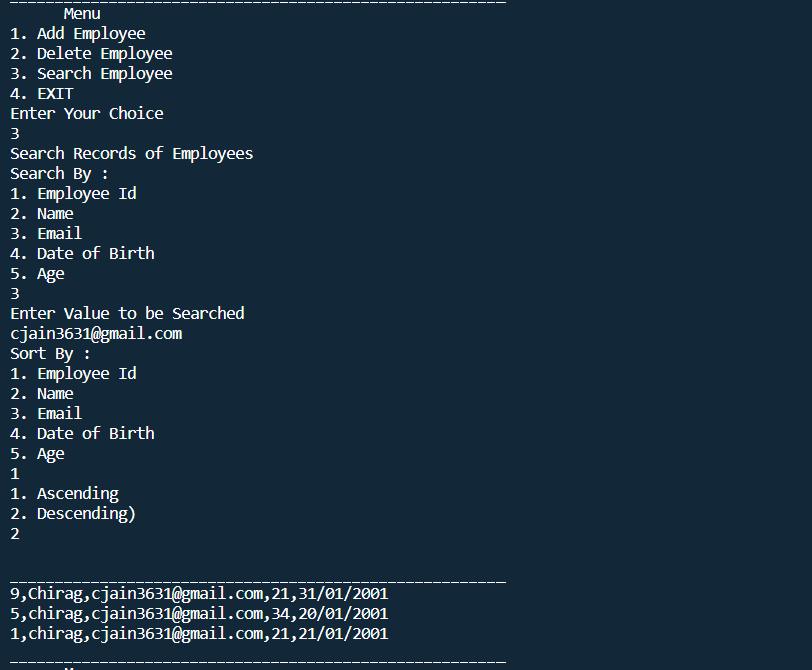 Menu
1. Add Employee
2. Delete Employee
3. Search Employee
4. EXIT
Enter Your Choice
3
Search Records of Employees
Search By :
1. Employee Id
2. Name
3. Email
4. Date of Birth
5. Age
3
Enter Value to be Searched
cjain3631@gmail.com
Sort By :
1. Employee Id
2. Name
3. Email
4. Date of Birth
5. Age
1
1. Ascending
2. Descending)
2
9,Chirag,cjain3631@gmail.com,21,31/01/2001
5,chirag,cjain3631@gmail.com,34,20/01/2001
1,chirag,cjain3631@gmail.com,21,21/01/2001